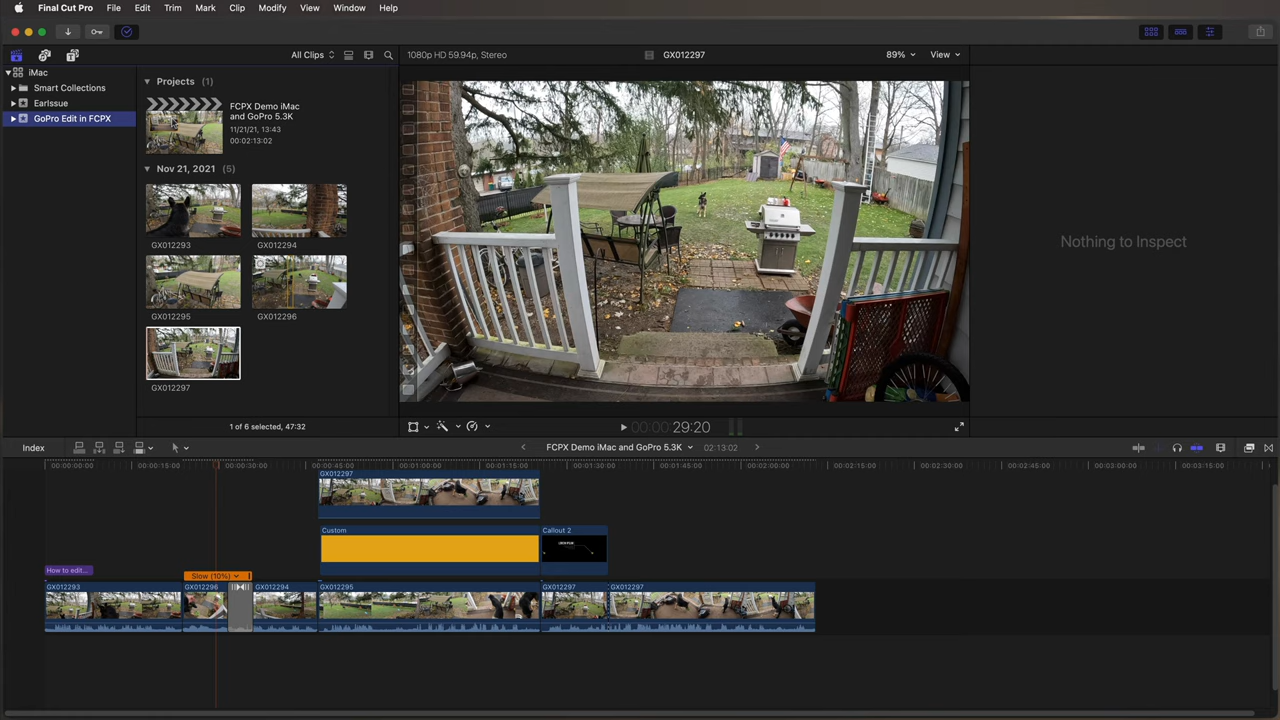 Final Cut Pro File Edit Trim Mark Clip Modify View Window Help
All Clips
1080p HD 59.94p, Stereo
GX012297
89%
View
iMac
Smart Collections
EarIssue
GoPro Edit in FCPX
Projects (1)
FCPX Demo iMac
and GoPro 5.3K
11/21/21, 13:43
00:02:13:02
Nov 21, 2021 (5)
GX012293
GX012294
GX012295
GX012296
GX012297
Nothing to Inspect
1 of 6 selected, 47:32
00:00:00:29:20
Index
FCPX Demo iMac and GoPro 5.3K
02:13:02
00:00:00:00
00:00:15:00
00:00:30:00
00:00:45:00
00:01:00:00
00:01:15:00
00:01:30:00
00:01:45:00
00:02:00:00
00:02:15:00
00:02:30:00
00:02:45:00
00:03:00:00
00:03:15:00
GX012297
Custom
Callout 2
How to edit...
Slow (10%)
GX012293
GX012296
GX012294
GX012295
GX012297
GX012297